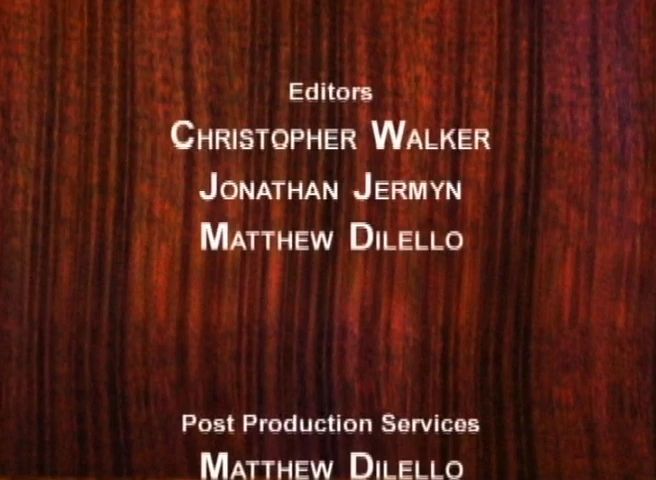 Editors
Christopher Walker
Jonathan Jermyn
Matthew Dilello
Post Production Services
Matthew Dilello